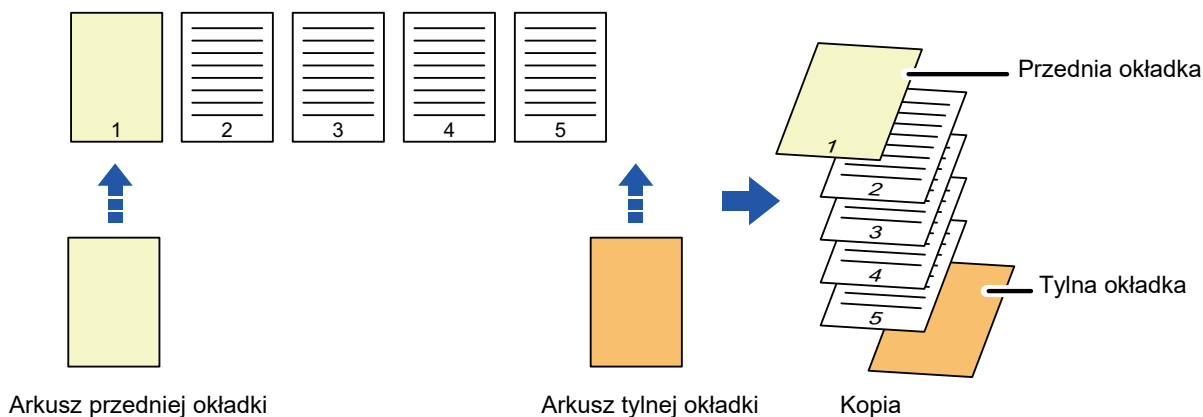 1 2 3 4 5
Przednia okładka
1
2
3
4
5
Tylna okładka
Arkusz przedniej okładki
Arkusz tylnej okładki
Kopia